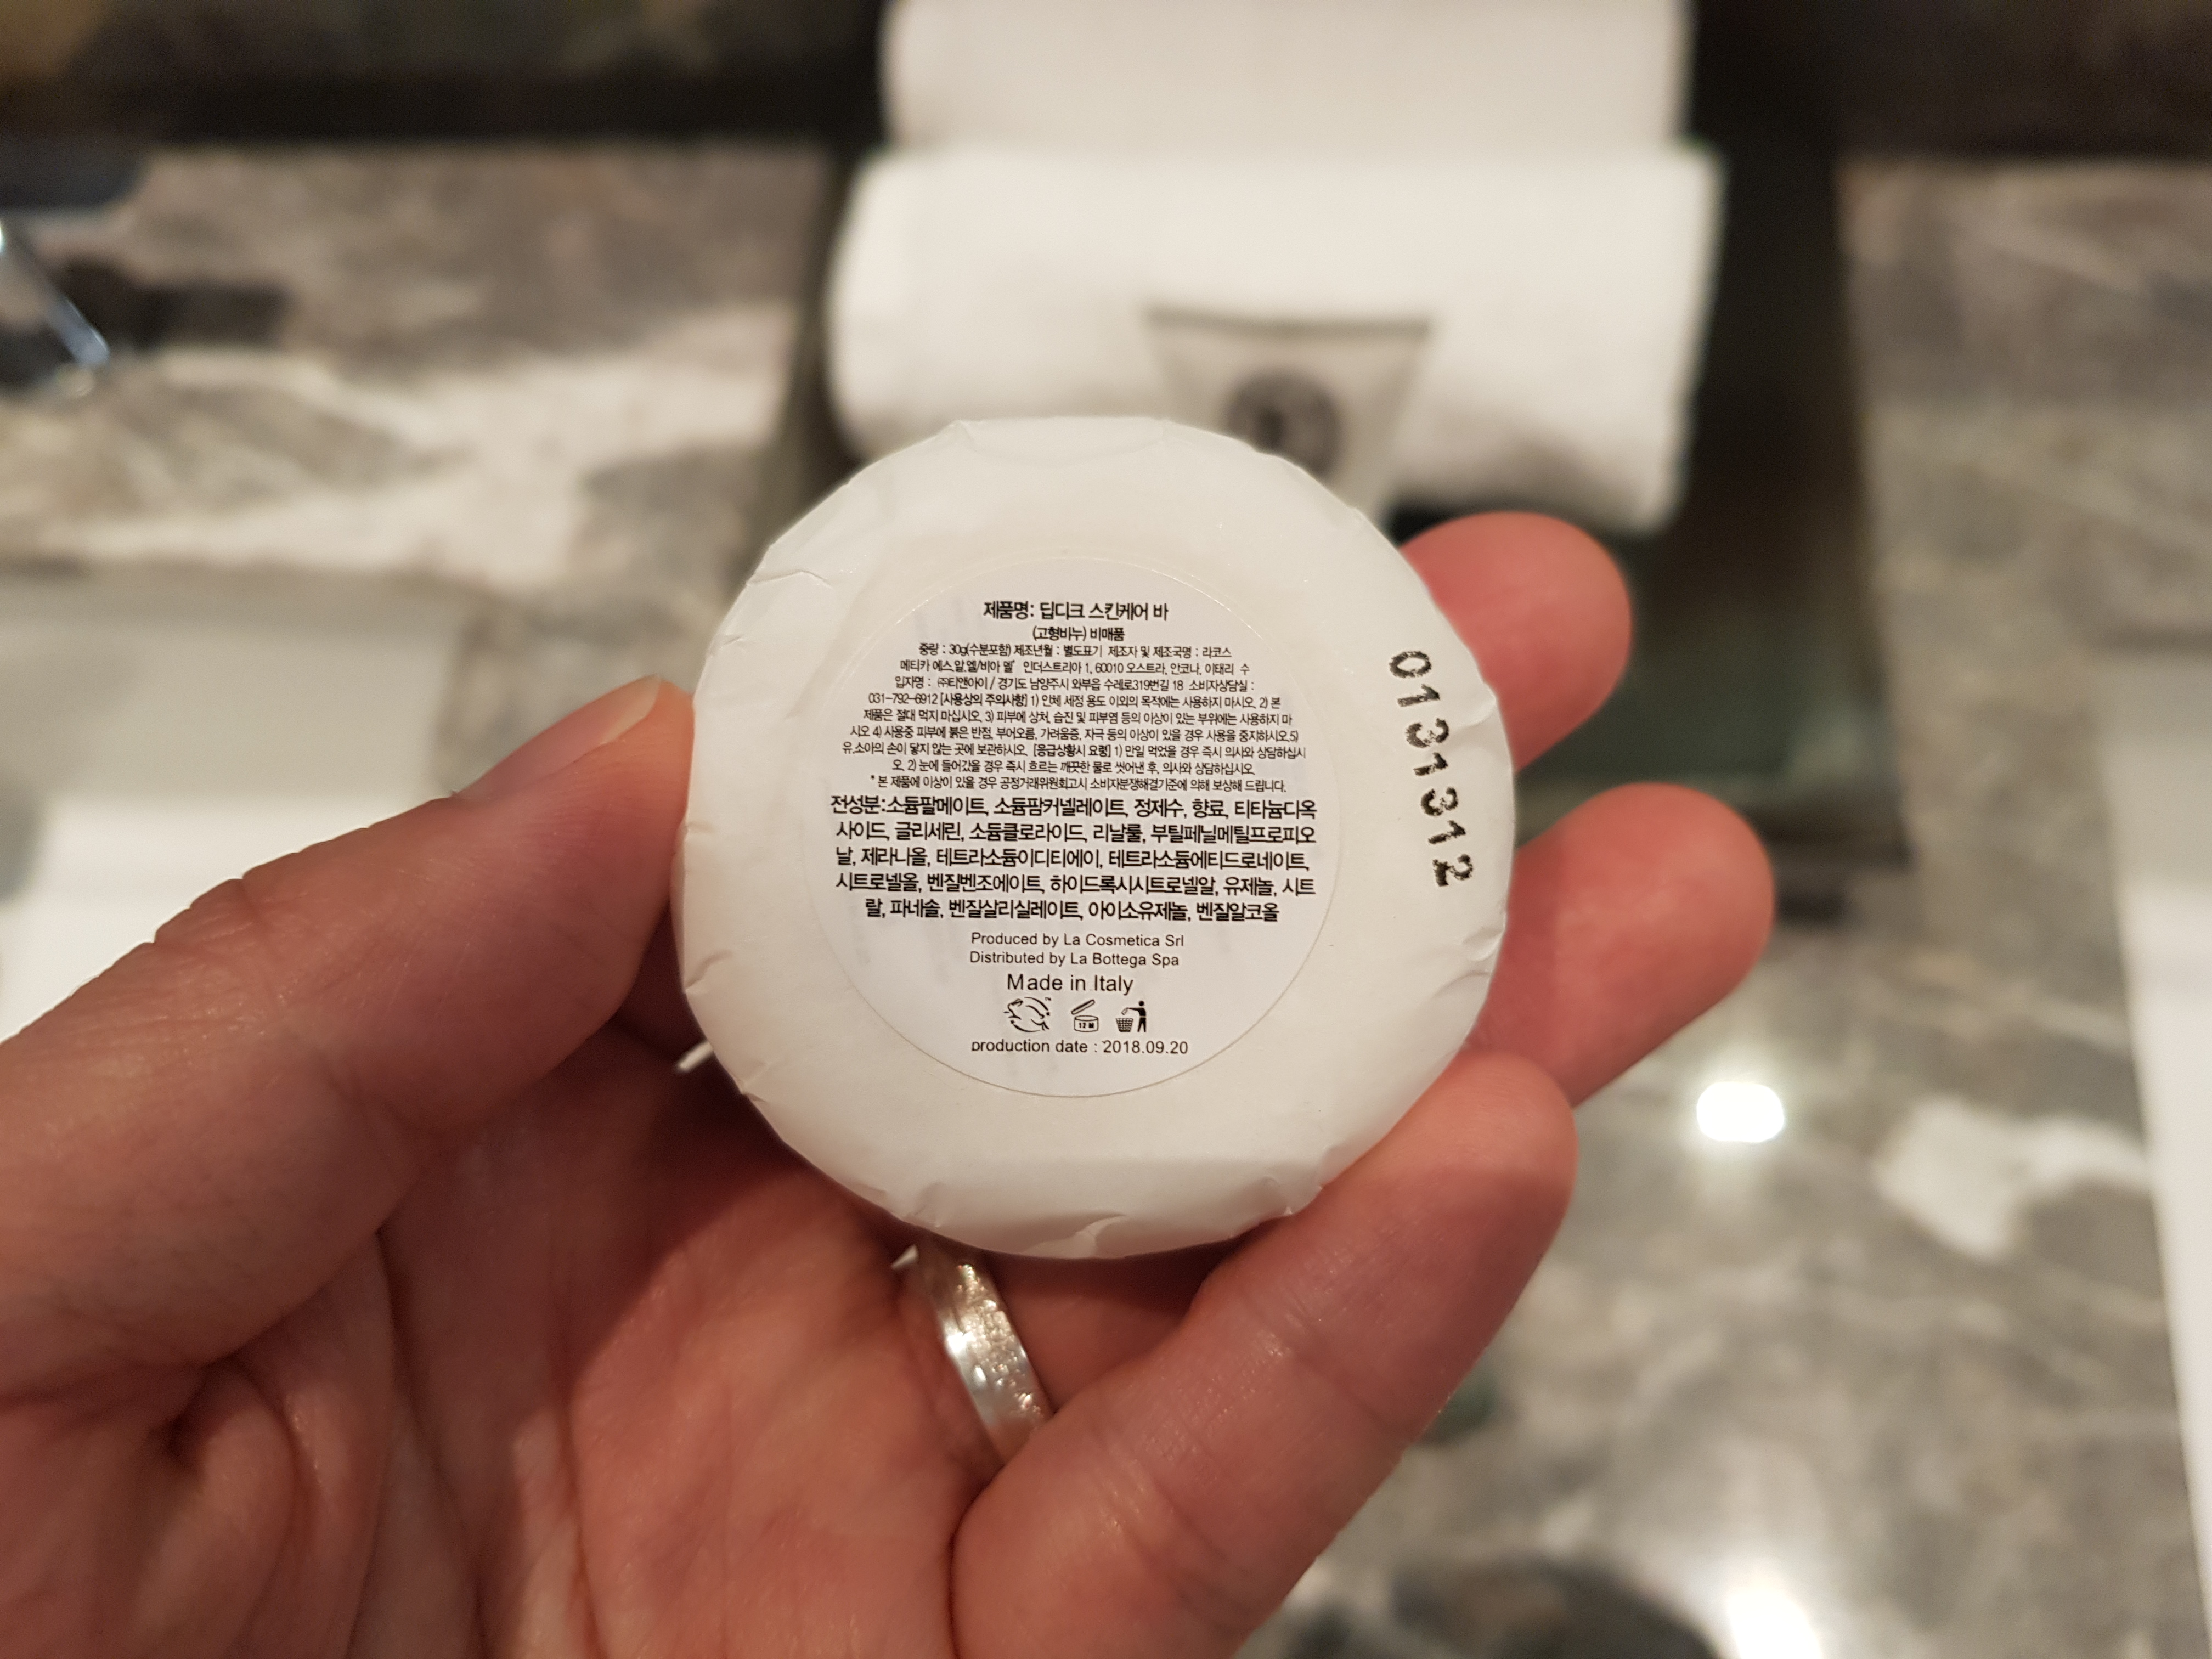 제품명: 딥디크 스킨케어 바
(고형비누) 비매품
중량 : 30g(수분포함) 제조년월 : 별도표기 제조자 및 제조국명 : 라코스
메티카 에스.알.엘/비아 델' 인더스트리아 1, 60010 오스트라, 안코나, 이태리 수
입자명 : ㈜티앤아이 / 경기도 남양주시 와부읍 수레로319번길 18 소비자상담실 :
031-792-6912 [사용상의 주의사항] 1) 인체 세정 용도 이외의 목적에는 사용하지 마시오. 2) 본
제품은 절대 먹지 마십시오. 3) 피부에 상처, 습진 및 피부염 등의 이상이 있는 부위에는 사용하지 마
시오 4) 사용중 피부에 붉은 반점, 부어오름, 가려움증, 자극 등의 이상이 있을 경우 사용을 중지하시오.5)
유,소아의 손이 닿지 않는 곳에 보관하시오. [응급상황시 요령] 1) 만일 먹었을 경우 즉시 의사와 상담하십시
오. 2) 눈에 들어갔을 경우 즉시 흐르는 깨끗한 물로 씻어낸 후, 의사와 상담하십시오.
* 본 제품에 이상이 있을 경우 공정거래위원회고시 소비자분쟁해결기준에 의해 보상해 드립니다.
전성분:소듐팔메이트, 소듐팜커넬레이트, 정제수, 향료, 티타늄디옥
사이드, 글리세린, 소듐클로라이드, 리날룰, 부틸페닐메틸프로피오
날, 제라니올, 테트라소듐이디티에이, 테트라소듐에티드로네이트,
시트로넬올, 벤질벤조에이트, 하이드록시시트로넬알, 유제놀, 시트
랄, 파네솔, 벤질살리실레이트, 아이소유제놀, 벤질알코올
Produced by La Cosmetica Srl
Distributed by La Bottega Spa
Made in Italy
12 M
production date : 2018.09.20
0131312